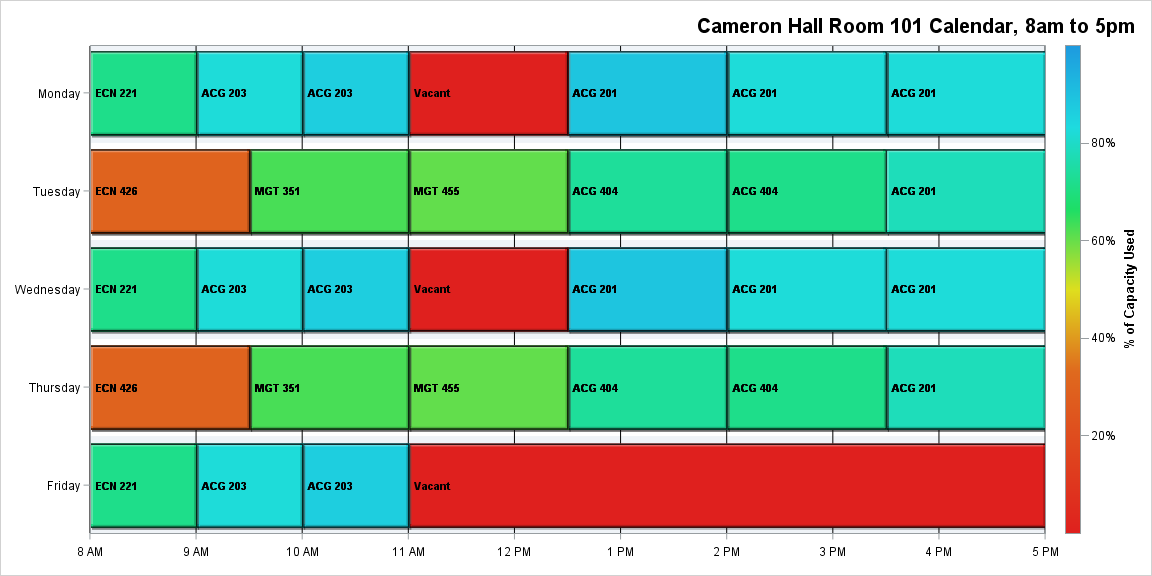 Cameron Hall Room 101 Calendar, 8am to 5pm
Monday
ECN 221
ACG 203
ACG 203
Vacant
ACG 201
ACG 201
ACG 201
Tuesday
ECN 426
MGT 351
MGT 455
ACG 404
ACG 404
ACG 201
Wednesday
ECN 221
ACG 203
ACG 203
Vacant
ACG 201
ACG 201
ACG 201
Thursday
ECN 426
MGT 351
MGT 455
ACG 404
ACG 404
ACG 201
Friday
ECN 221
ACG 203
ACG 203
Vacant
8 AM
9 AM
10 AM
11 AM
12 PM
1 PM
2 PM
3 PM
4 PM
5 PM
80%
60%
40%
20%
% of Capacity Used